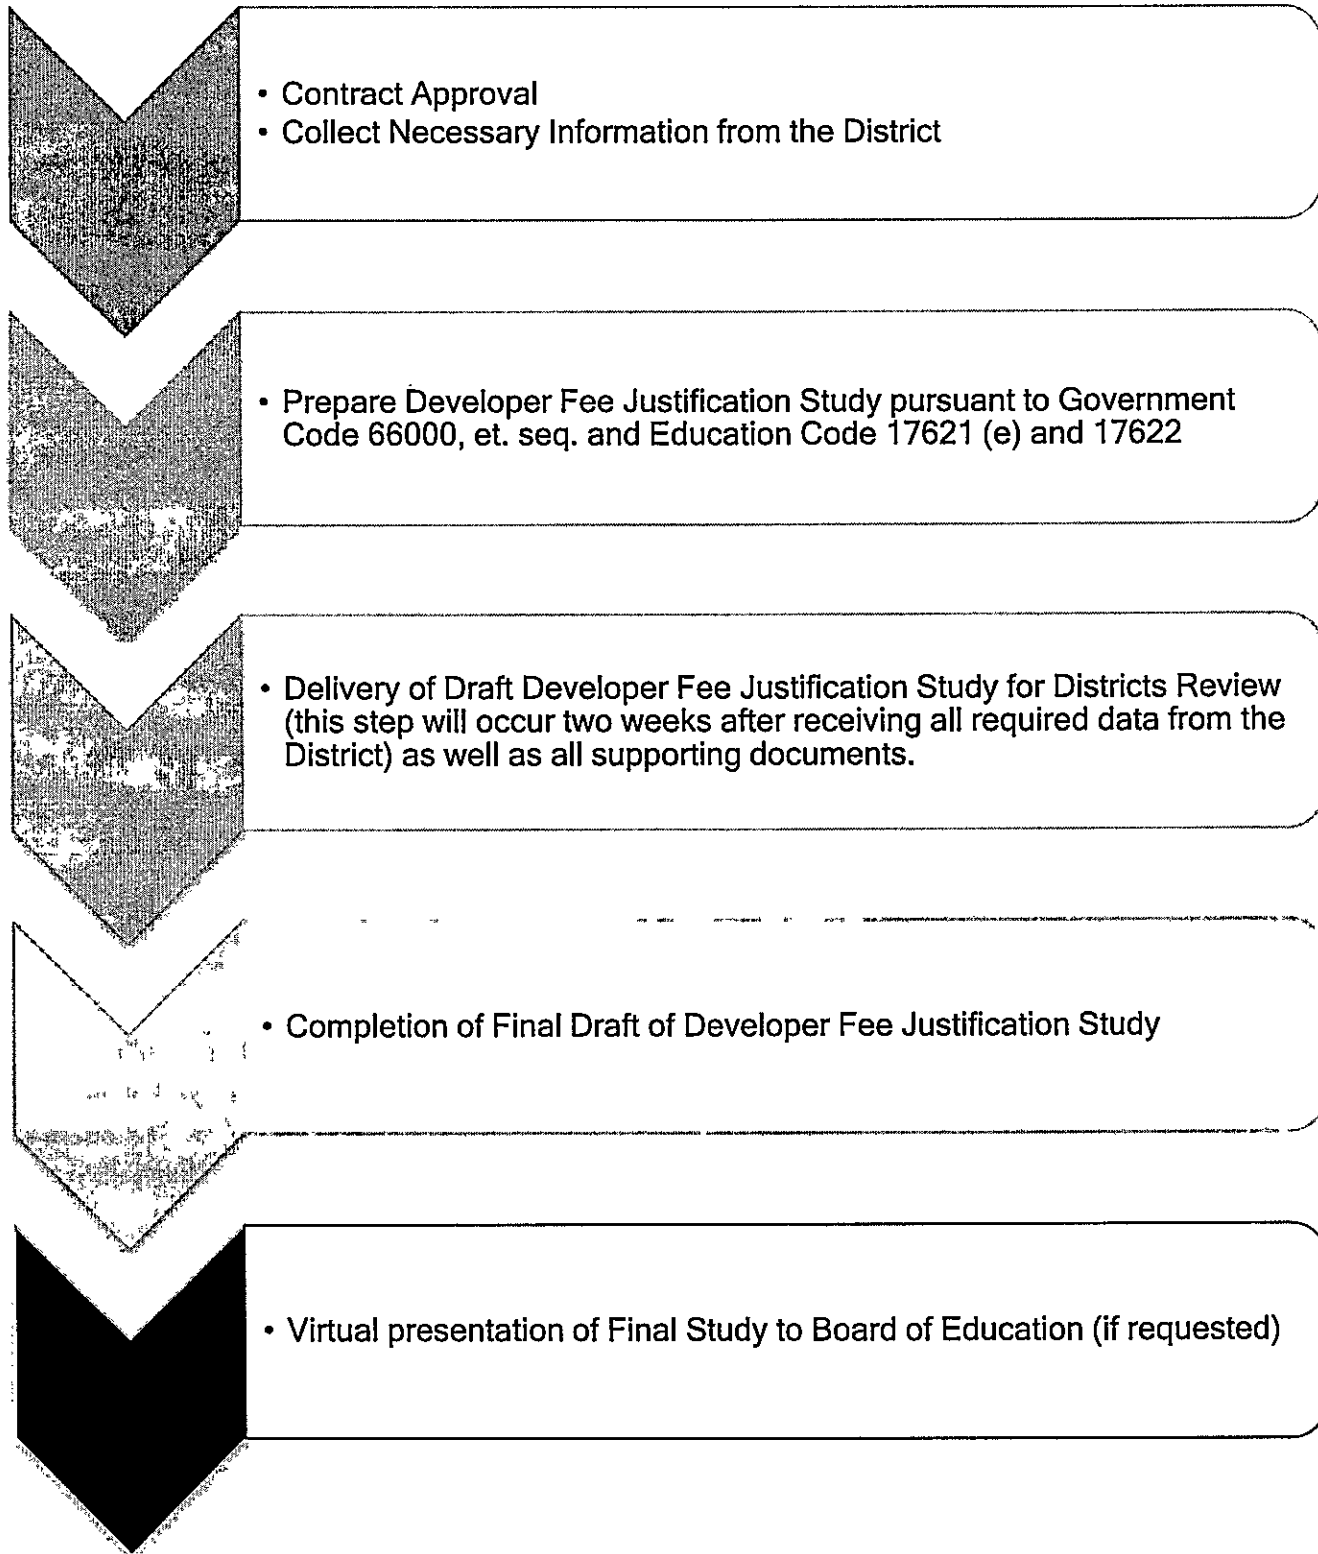 • Contract Approval
• Collect Necessary Information from the District
• Prepare Developer Fee Justification Study pursuant to Government
Code 66000, et. seq. and Education Code 17621 (e) and 17622
• Delivery of Draft Developer Fee Justification Study for Districts Review
(this step will occur two weeks after receiving all required data from the
District) as well as all supporting documents.
• Completion of Final Draft of Developer Fee Justification Study
• Virtual presentation of Final Study to Board of Education (if requested)